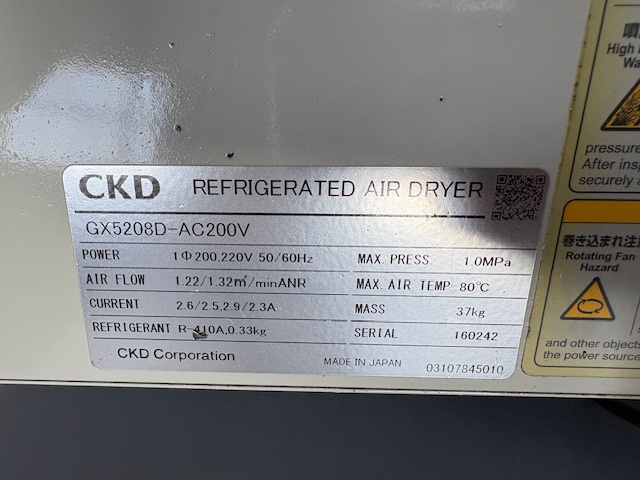 CKD REFRIGERATED AIR DRYER
GX5208D-AC200V
POWER 1Φ200.220V 50/60Hz MAX. PRESS. 1.0MPa
AIR FLOW 1.22/1.32㎥/minANR MAX. AIR TEMP 80℃
CURRENT 2.6/2.5,2.9/2.3A MASS 37kg
REFRIGERANT R-410A,0.33kg SERIAL 160242
CKD Corporation MADE IN JAPAN 03107845010
噴
High
Wa
pressure
After insp
securely a
巻き込まれ注意
Rotating Fan
Hazard
and other objects
the power source